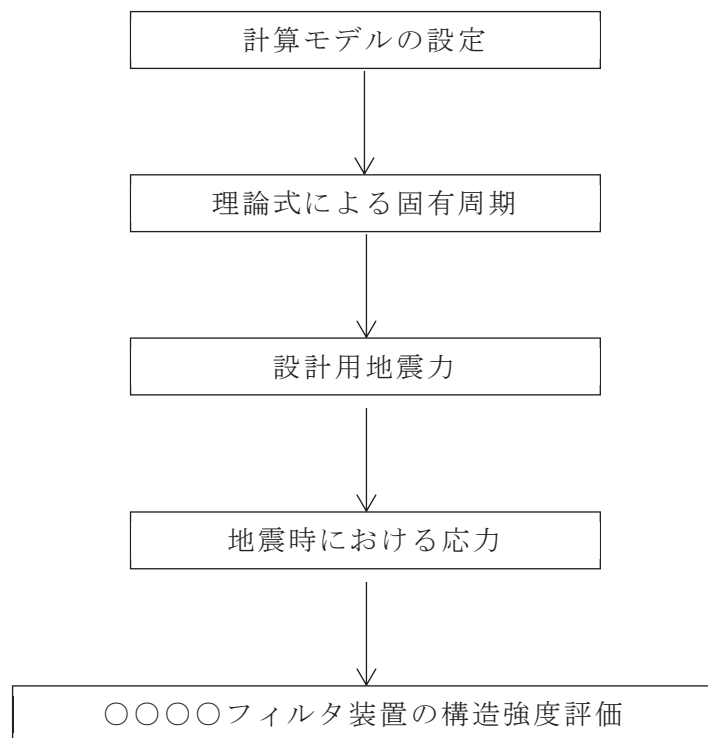 計算モデルの設定
理論式による固有周期
設計用地震力
地震時における応力
○○○○フィルタ装置の構造強度評価